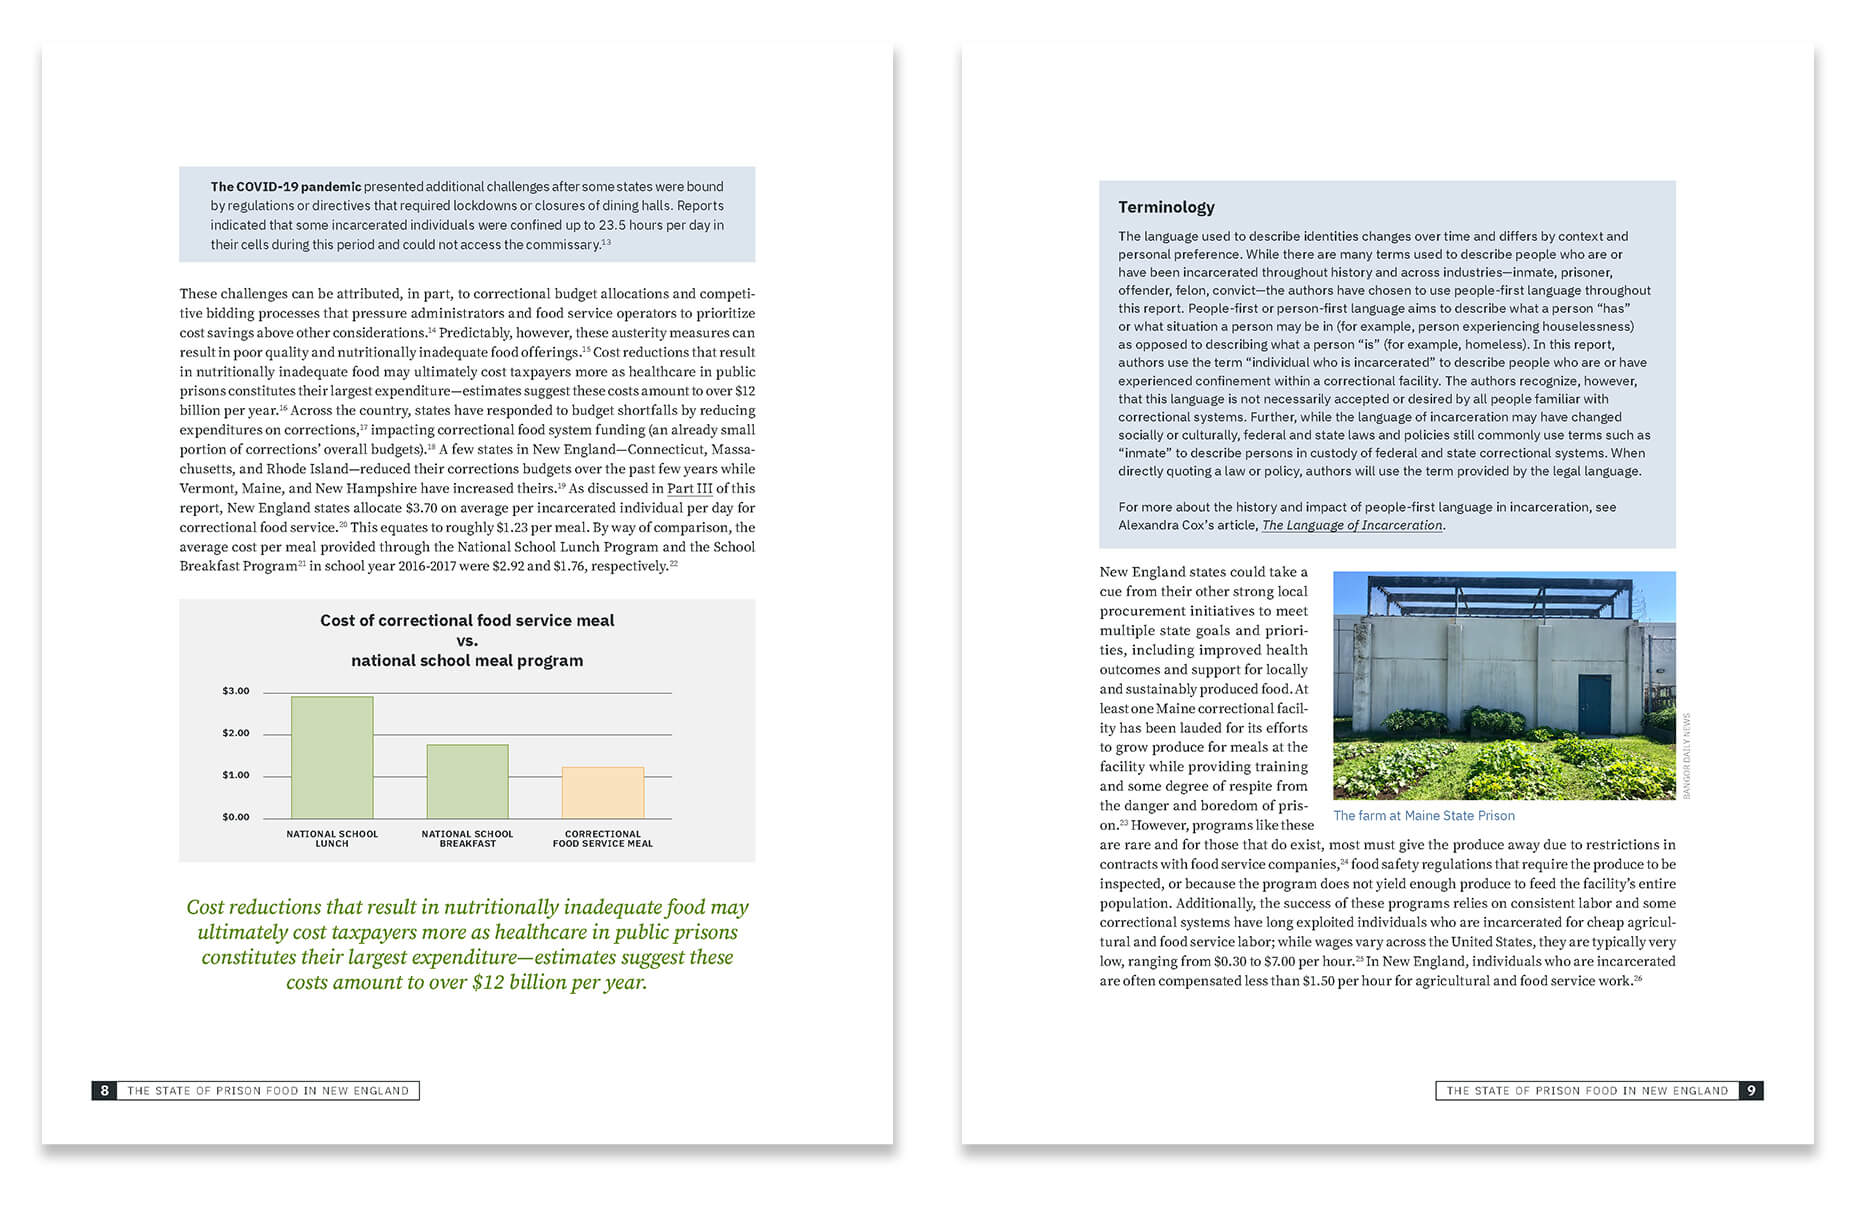 The COVID-19 pandemic presented additional challenges after some states were bound
by regulations or directives that required lockdowns or closures of dining halls. Reports
indicated that some incarcerated individuals were confined up to 23.5 hours per day in
their cells during this period and could not access the commissary.13
These challenges can be attributed, in part, to correctional budget allocations and competi-
tive bidding processes that pressure administrators and food service operators to prioritize
cost savings above other considerations.14 Predictably, however, these austerity measures can
result in poor quality and nutritionally inadequate food offerings.15 Cost reductions that result
in nutritionally inadequate food may ultimately cost taxpayers more as healthcare in public
prisons constitutes their largest expenditure—estimates suggest these costs amount to over $12
billion per year.16 Across the country, states have responded to budget shortfalls by reducing
expenditures on corrections,17 impacting correctional food system funding (an already small
portion of corrections’ overall budgets).18 A few states in New England—Connecticut, Massa-
chusetts, and Rhode Island—reduced their corrections budgets over the past few years while
Vermont, Maine, and New Hampshire have increased theirs.19 As discussed in Part III of this
report, New England states allocate $3.70 on average per incarcerated individual per day for
correctional food service.20 This equates to roughly $1.23 per meal. By way of comparison, the
average cost per meal provided through the National School Lunch Program and the School
Breakfast Program21 in school year 2016-2017 were $2.92 and $1.76, respectively.22
Cost of correctional food service meal
vs.
national school meal program
$3.00
$2.00
$1.00
$0.00
NATIONAL SCHOOL
LUNCH
NATIONAL SCHOOL
BREAKFAST
CORRECTIONAL
FOOD SERVICE MEAL
Cost reductions that result in nutritionally inadequate food may
ultimately cost taxpayers more as healthcare in public prisons
constitutes their largest expenditure—estimates suggest these
costs amount to over $12 billion per year.
8 THE STATE OF PRISON FOOD IN NEW ENGLAND
Terminology
The language used to describe identities changes over time and differs by context and
personal preference. While there are many terms used to describe people who are or
have been incarcerated throughout history and across industries—inmate, prisoner,
offender, felon, convict—the authors have chosen to use people-first language throughout
this report. People-first or person-first language aims to describe what a person “has”
or what situation a person may be in (for example, person experiencing houselessness)
as opposed to describing what a person “is” (for example, homeless). In this report,
authors use the term “individual who is incarcerated” to describe people who are or have
experienced confinement within a correctional facility. The authors recognize, however,
that this language is not necessarily accepted or desired by all people familiar with
correctional systems. Further, while the language of incarceration may have changed
socially or culturally, federal and state laws and policies still commonly use terms such as
“inmate” to describe persons in custody of federal and state correctional systems. When
directly quoting a law or policy, authors will use the term provided by the legal language.
For more about the history and impact of people-first language in incarceration, see
Alexandra Cox’s article, The Language of Incarceration.
New England states could take a
cue from their other strong local
procurement initiatives to meet
multiple state goals and priori-
ties, including improved health
outcomes and support for locally
and sustainably produced food. At
least one Maine correctional facil-
ity has been lauded for its efforts
to grow produce for meals at the
facility while providing training
and some degree of respite from
the danger and boredom of pris-
on.23 However, programs like these
BANGOR DAILY NEWS
The farm at Maine State Prison
are rare and for those that do exist, most must give the produce away due to restrictions in
contracts with food service companies,24 food safety regulations that require the produce to be
inspected, or because the program does not yield enough produce to feed the facility’s entire
population. Additionally, the success of these programs relies on consistent labor and some
correctional systems have long exploited individuals who are incarcerated for cheap agricul-
tural and food service labor; while wages vary across the United States, they are typically very
low, ranging from $0.30 to $7.00 per hour.25 In New England, individuals who are incarcerated
are often compensated less than $1.50 per hour for agricultural and food service work.26
THE STATE OF PRISON FOOD IN NEW ENGLAND 9